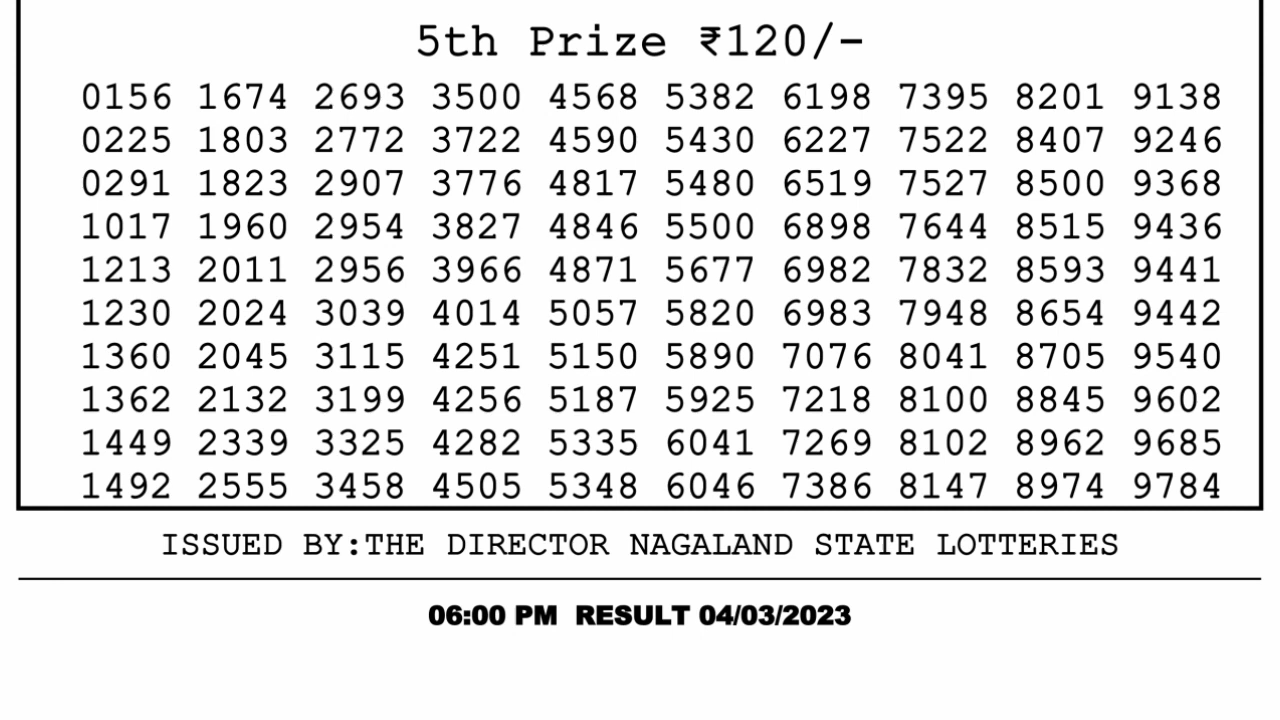 5th Prize ₹120/-
0156 1674 2693 3500 4568 5382 6198 7395 8201 9138
0225 1803 2772 3722 4590 5430 6227 7522 8407 9246
0291 1823 2907 3776 4817 5480 6519 7527 8500 9368
1017 1960 2954 3827 4846 5500 6898 7644 8515 9436
1213 2011 2956 3966 4871 5677 6982 7832 8593 9441
1230 2024 3039 4014 5057 5820 6983 7948 8654 9442
1360 2045 3115 4251 5150 5890 7076 8041 8705 9540
1362 2132 3199 4256 5187 5925 7218 8100 8845 9602
1449 2339 3325 4282 5335 6041 7269 8102 8962 9685
1492 2555 3458 4505 5348 6046 7386 8147 8974 9784
ISSUED BY:THE DIRECTOR NAGALAND STATE LOTTERIES
06:00 PM RESULT 04/03/2023